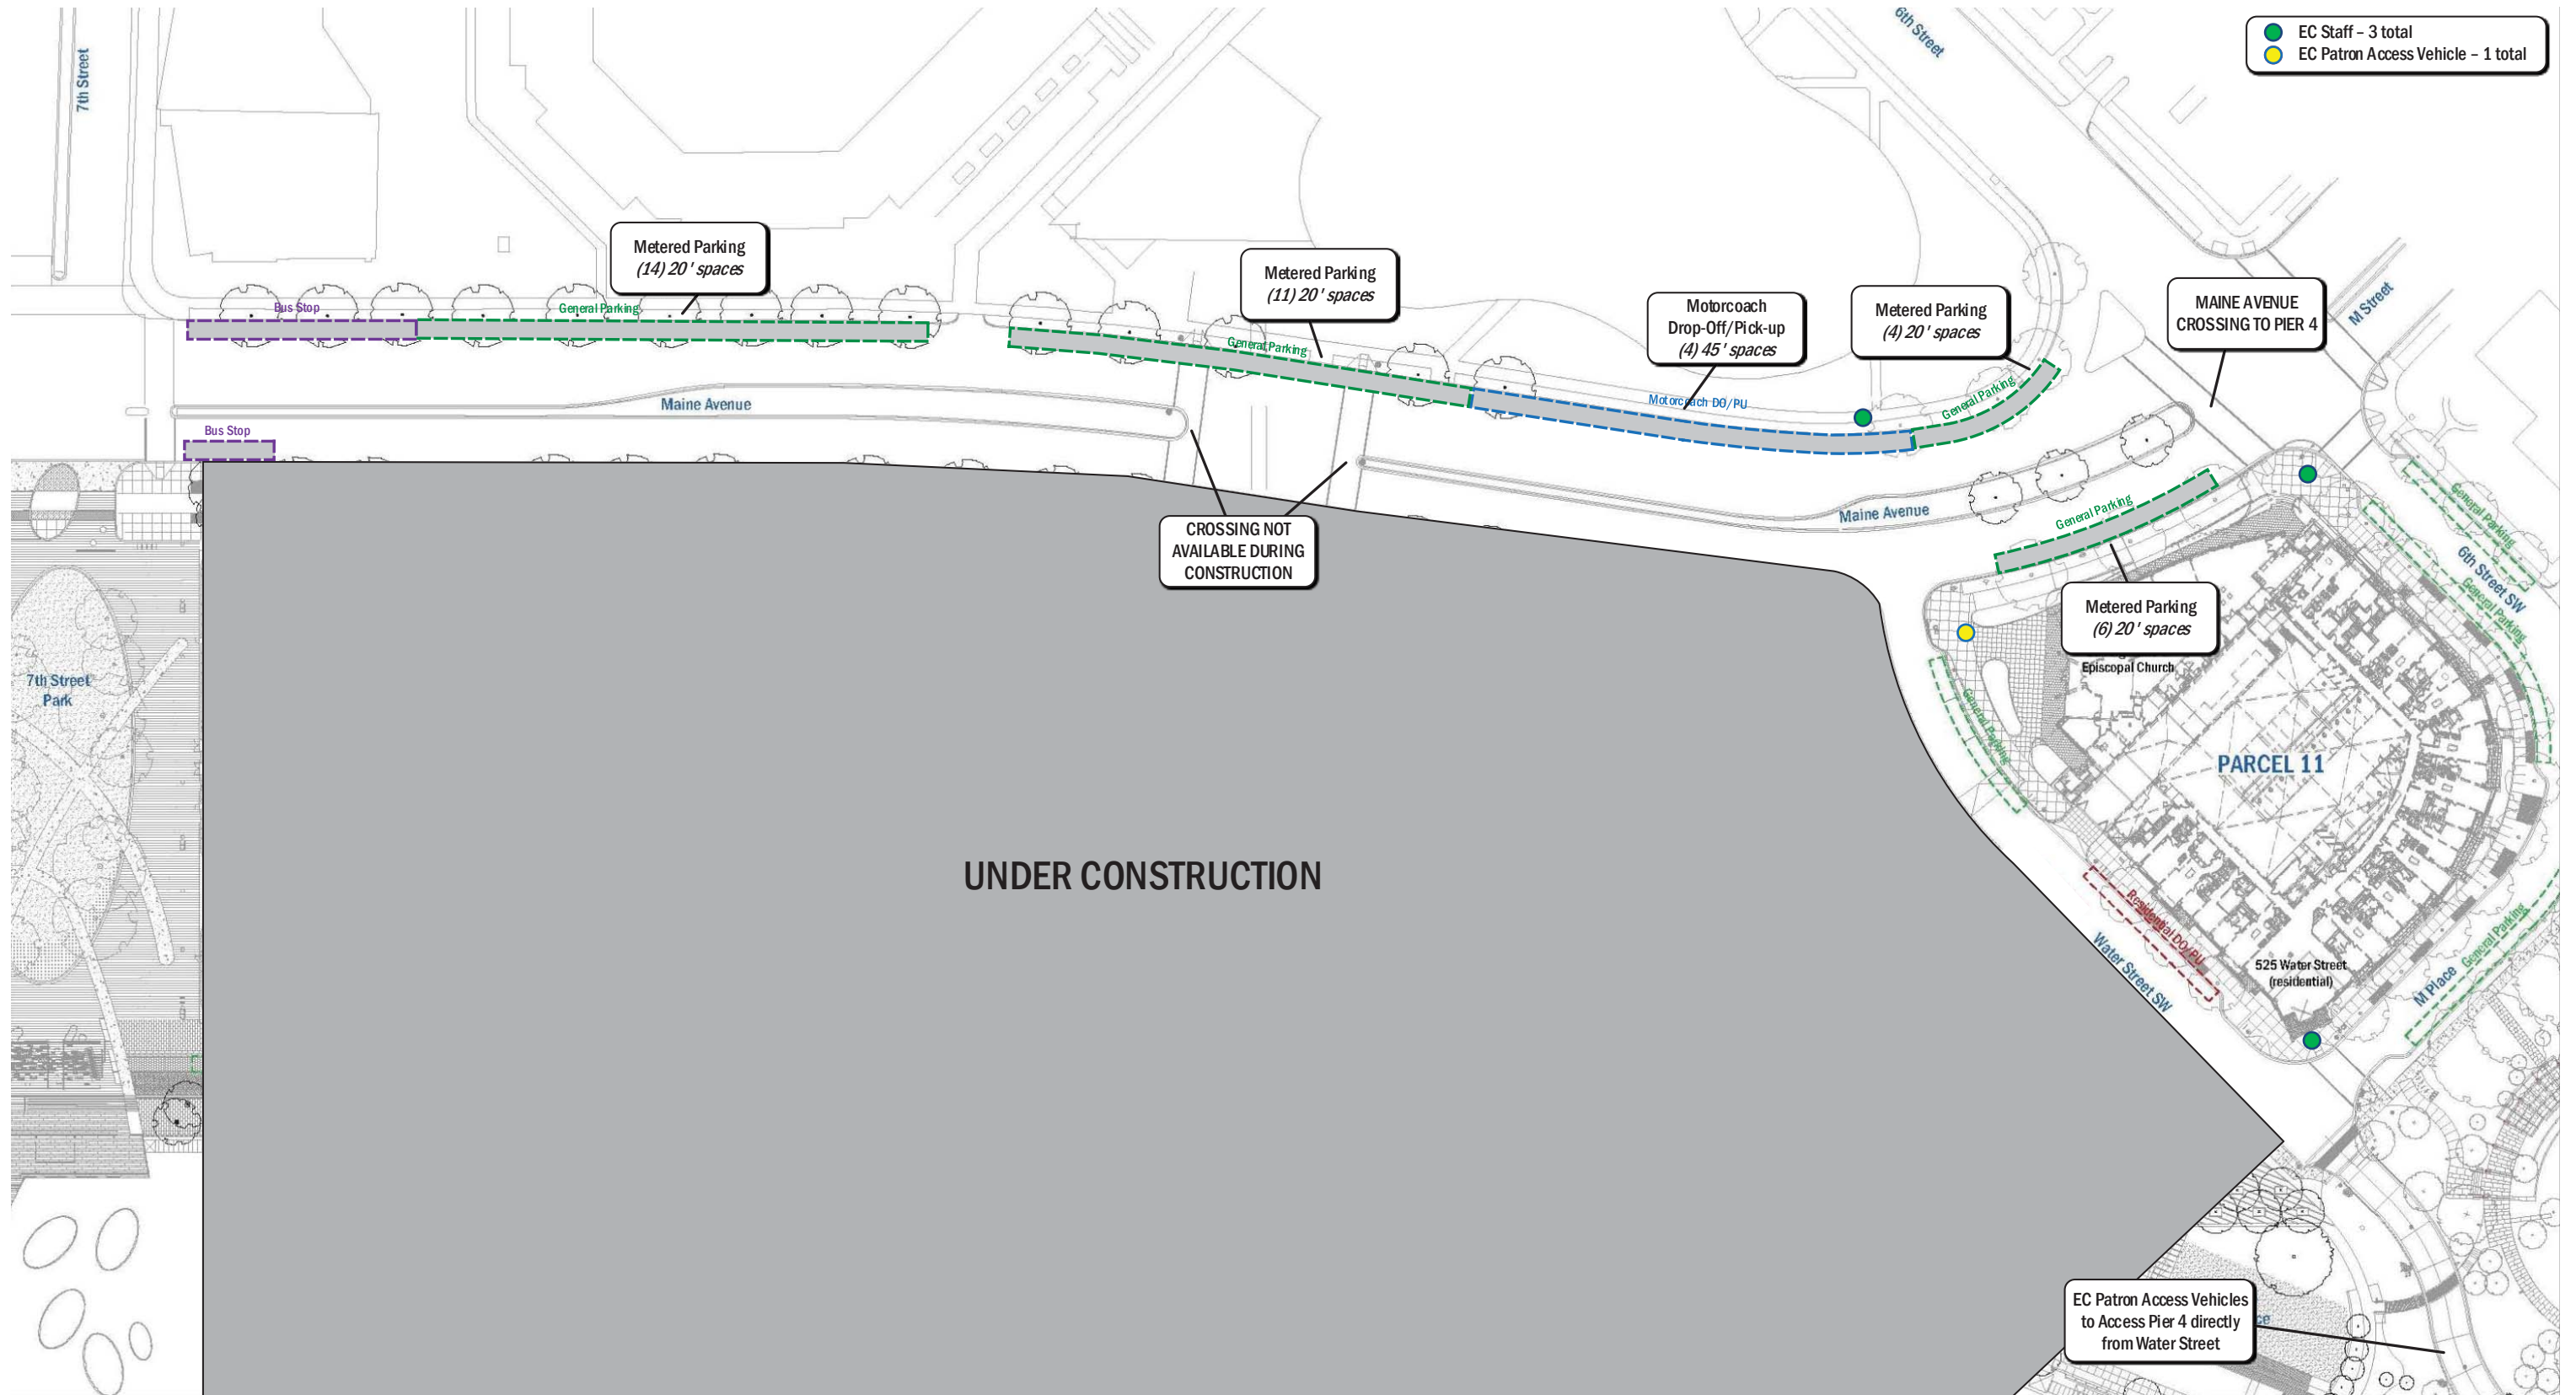 7th Street
6th Street
EC Staff – 3 total
EC Patron Access Vehicle – 1 total
Metered Parking
(14) 20' spaces
Metered Parking
(11) 20' spaces
Motorcoach
Drop-Off/Pick-up
(4) 45' spaces
Metered Parking
(4) 20' spaces
MAINE AVENUE
CROSSING TO PIER 4
M Street
Bus Stop
General Parking
General Parking
Motorcoach DO/PU
General Parking
Maine Avenue
Bus Stop
Maine Avenue
General Parking
General Parking
6th Street SW
General Parking
CROSSING NOT
AVAILABLE DURING
CONSTRUCTION
Metered Parking
(6) 20' spaces
Episcopal Church
7th Street
Park
General Parking
PARCEL 11
UNDER CONSTRUCTION
Residential DO/PU
Water Street SW
525 Water Street
(residential)
M Place
General Parking
EC Patron Access Vehicles
to Access Pier 4 directly
from Water Street